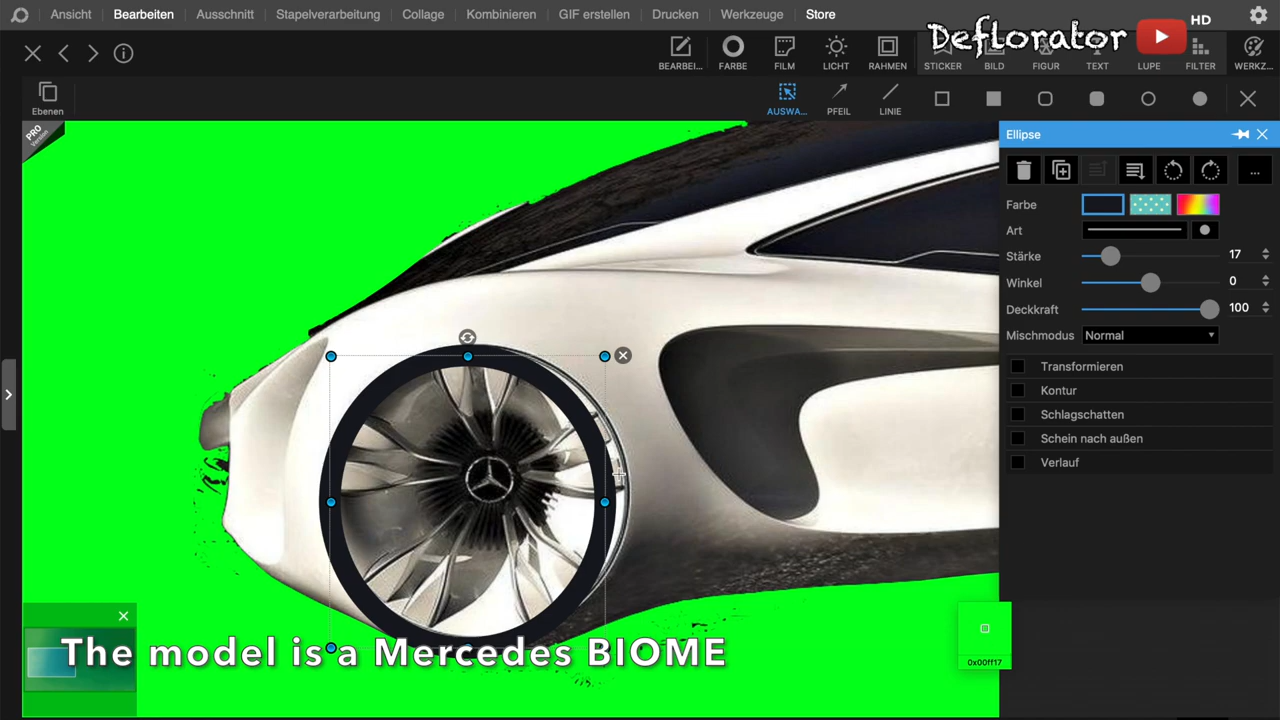 Ansicht Bearbeiten Ausschnitt Stapelverarbeitung Collage Kombinieren GIF erstellen Drucken Werkzeuge Store
Deflorator HD
BEARBEI... FARBE FILM LICHT RAHMEN STICKER BILD FIGUR TEXT LUPE FILTER WERKZ...
Ebenen AUSWA... PFEIL LINIE
PRO
Version
Ellipse
...
Farbe
Art
Stärke 17
Winkel 0
Deckkraft 100
Mischmodus Normal
Transformieren
Kontur
Schlagschatten
Schein nach außen
Verlauf
The model is a Mercedes BIOME
0x00ff17